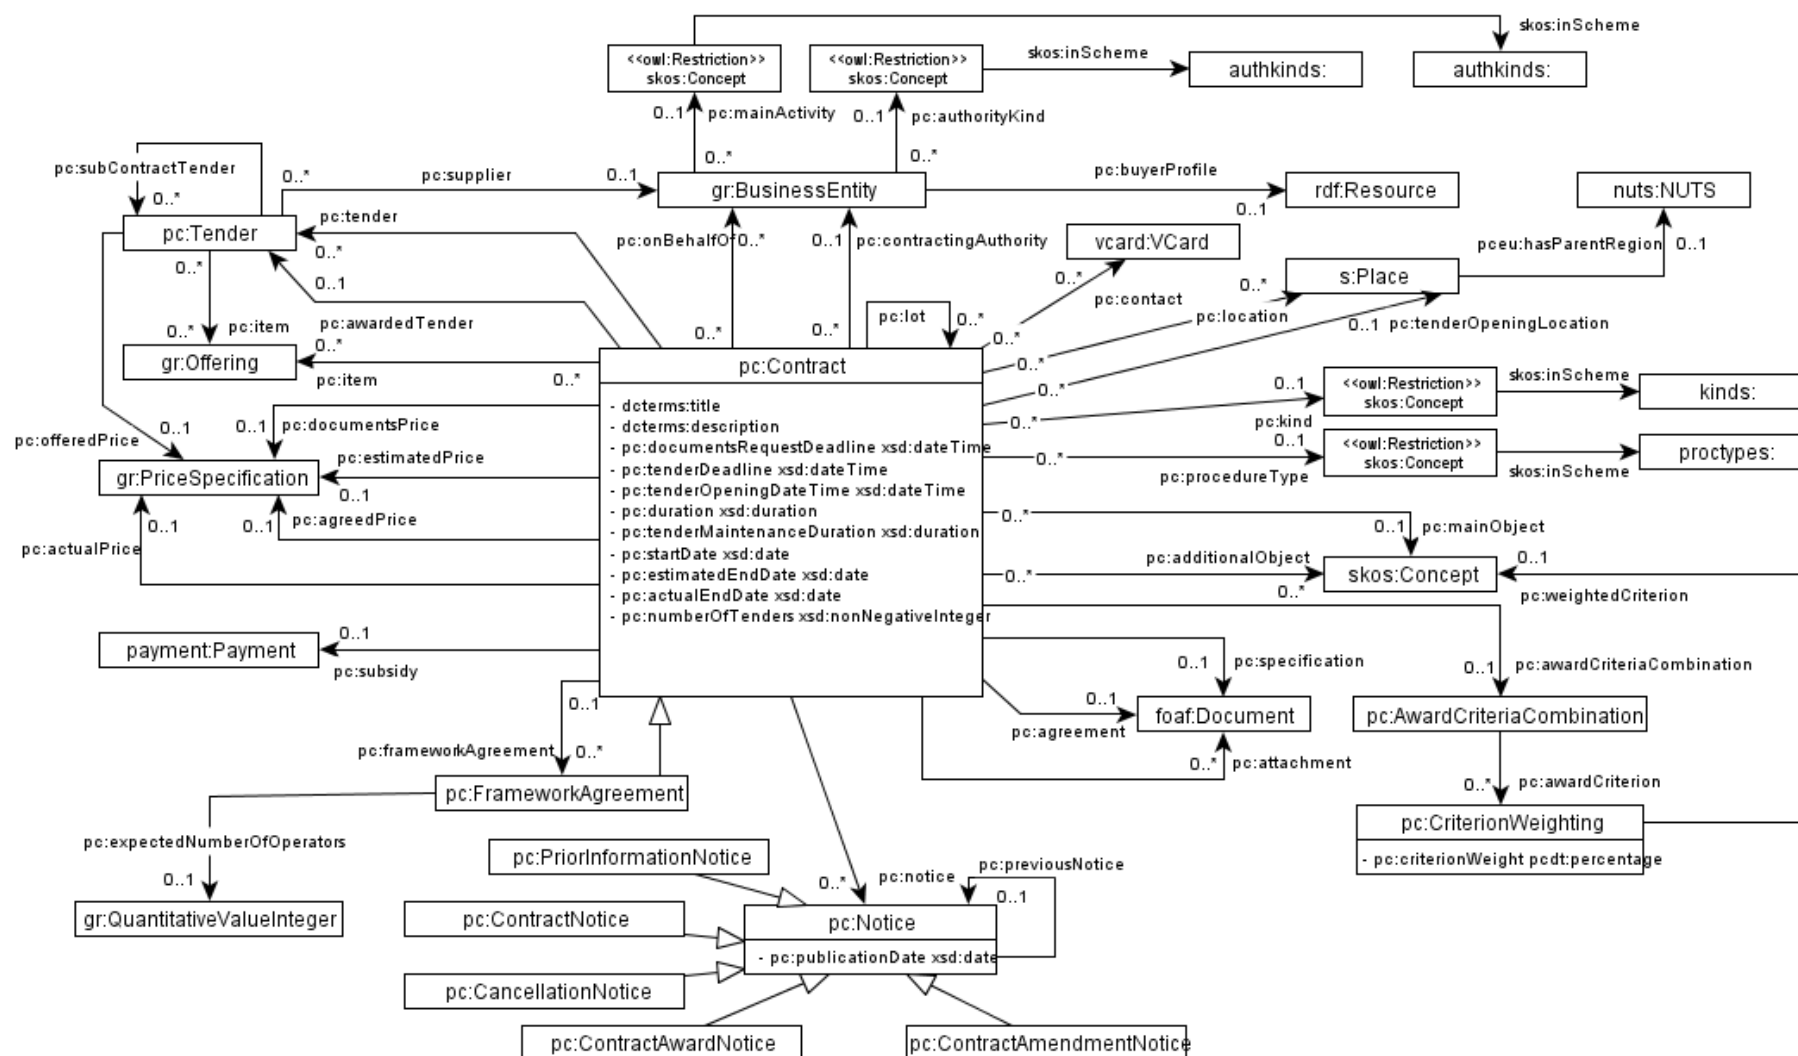 skos:inScheme
<<owl:Restriction>>
skos:Concept
<<owl:Restriction>>
skos:Concept
skos:inScheme
authkinds:
authkinds:
0..1
pc:mainActivity
0..1
pc:authorityKind
0..*
0..*
pc:subContractTender
0..*
0..*
pc:supplier
0..1
gr:BusinessEntity
pc:buyerProfile
0..1
rdf:Resource
nuts:NUTS
pc:Tender
pc:tender
0..*
0..*
0..1
pc:onBehalfOf
0..*
0..1
pc:contractingAuthority
vcard:VCard
pceu:hasParentRegion
0..1
s:Place
0..*
pc:contact
0..*
pc:location
0..1
pc:tenderOpeningLocation
0..*
pc:item
pc:awardedTender
0..*
0..*
0..*
pc:lot
0..*
0..*
0..*
0..*
gr:Offering
pc:item
0..*
pc:Contract
- dcterms:title
- dcterms:description
- pc:documentsRequestDeadline xsd:dateTime
- pc:tenderDeadline xsd:dateTime
- pc:tenderOpeningDateTime xsd:dateTime
- pc:duration xsd:duration
- pc:tenderMaintenanceDuration xsd:duration
- pc:startDate xsd:date
- pc:estimatedEndDate xsd:date
- pc:actualEndDate xsd:date
- pc:numberOfTenders xsd:nonNegativeInteger
0..*
0..1
pc:kind
<<owl:Restriction>>
skos:Concept
skos:inScheme
kinds:
0..*
0..1
pc:procedureType
<<owl:Restriction>>
skos:Concept
skos:inScheme
proctypes:
pc:offeredPrice
0..1
0..1
pc:documentsPrice
pc:estimatedPrice
gr:PriceSpecification
0..1
0..1
0..1
pc:agreedPrice
pc:actualPrice
0..*
0..1
pc:mainObject
0..*
pc:additionalObject
0..*
skos:Concept
0..1
pc:weightedCriterion
payment:Payment
0..1
pc:subsidy
0..1
pc:specification
0..1
pc:awardCriteriaCombination
0..1
pc:agreement
foaf:Document
pc:AwardCriteriaCombination
0..1
pc:frameworkAgreement
0..*
0..*
pc:attachment
0..*
pc:awardCriterion
pc:FrameworkAgreement
pc:CriterionWeighting
- pc:criterionWeight pcdt:percentage
pc:expectedNumberOfOperators
0..1
gr:QuantitativeValueInteger
pc:PriorInformationNotice
0..*
pc:notice
pc:previousNotice
0..1
pc:ContractNotice
pc:Notice
- pc:publicationDate xsd:date
pc:CancellationNotice
pc:ContractAwardNotice
pc:ContractAmendmentNotice